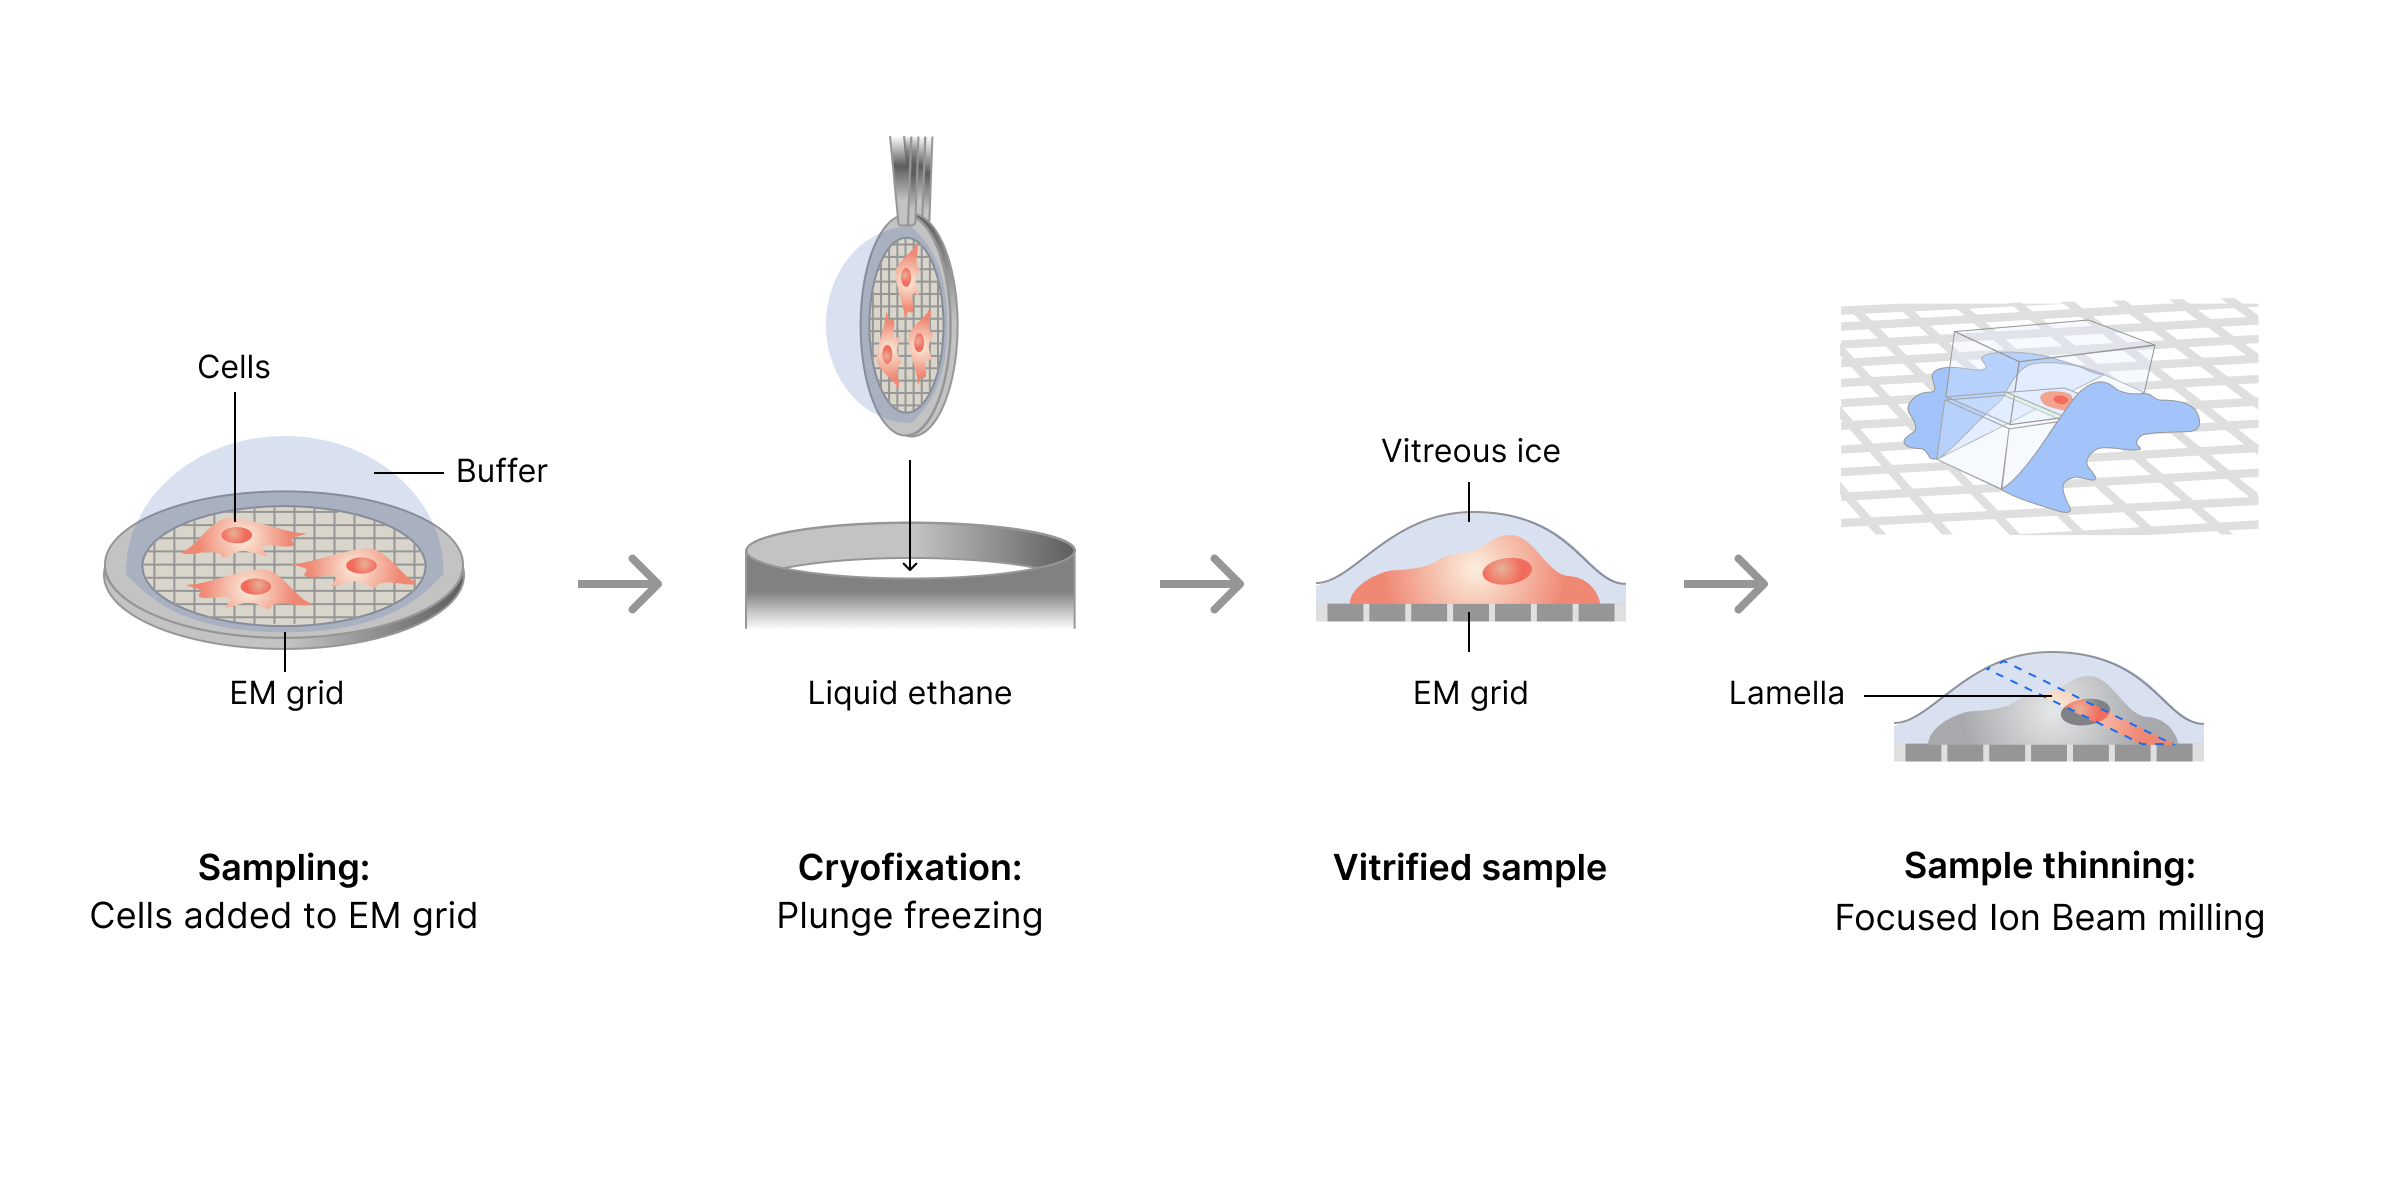 Cells
Buffer
EM grid
Sampling:
Cells added to EM grid
Liquid ethane
Cryofixation:
Plunge freezing
Vitreous ice
EM grid
Vitrified sample
Lamella
Sample thinning:
Focused Ion Beam milling